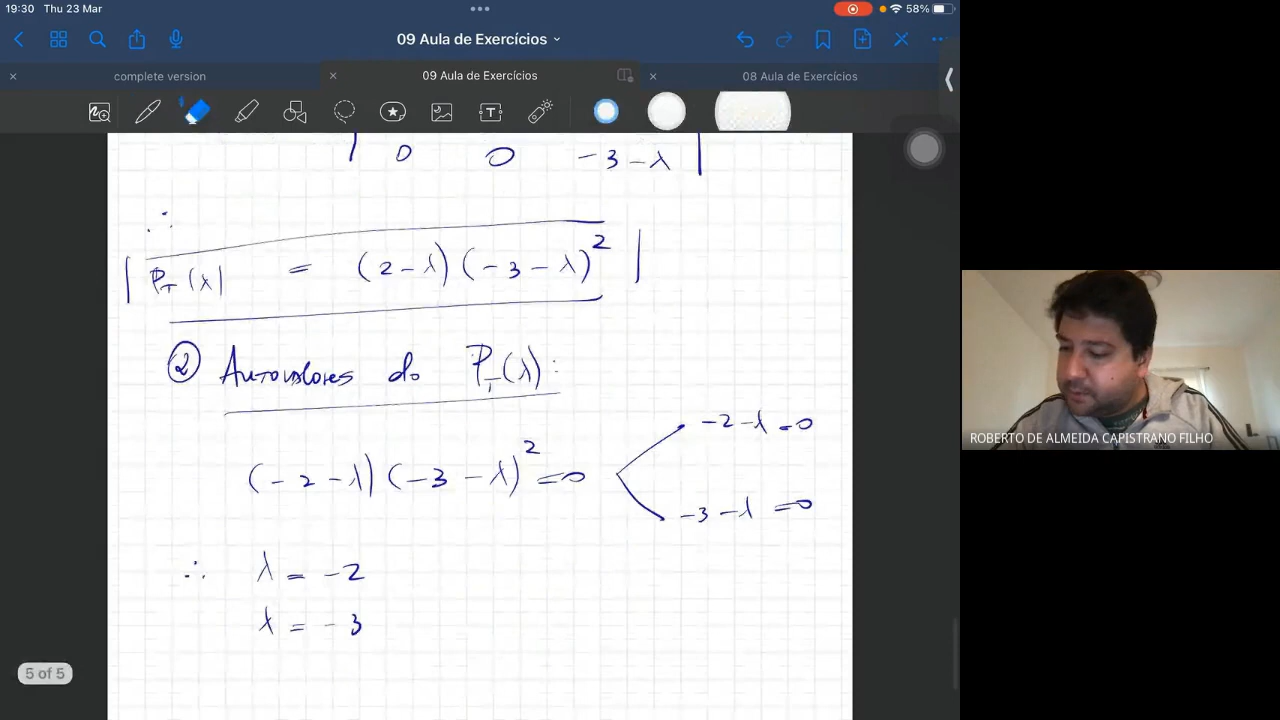 19:30 Thu 23 Mar
58%
09 Aula de Exercícios
complete version
09 Aula de Exercícios
08 Aula de Exercícios
T
| 0 0 -3-λ |
∴
| P_T(λ) = (2-λ)(-3-λ)² |
② Autovalores do P_T(λ):
(-2-λ)(-3-λ)² = 0
-2-λ = 0
-3-λ = 0
∴ λ = -2
λ = -3
5 of 5
ROBERTO DE ALMEIDA CAPISTRANO FILHO